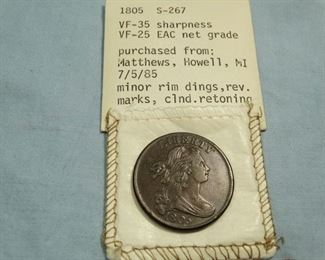 1805 S-267
VF-35 sharpness
VF-25 EAC net grade
purchased from:
Matthews, Howell, MI
7/5/85
minor rim dings,rev.
marks, clnd.retoning
LIBERTY
1805